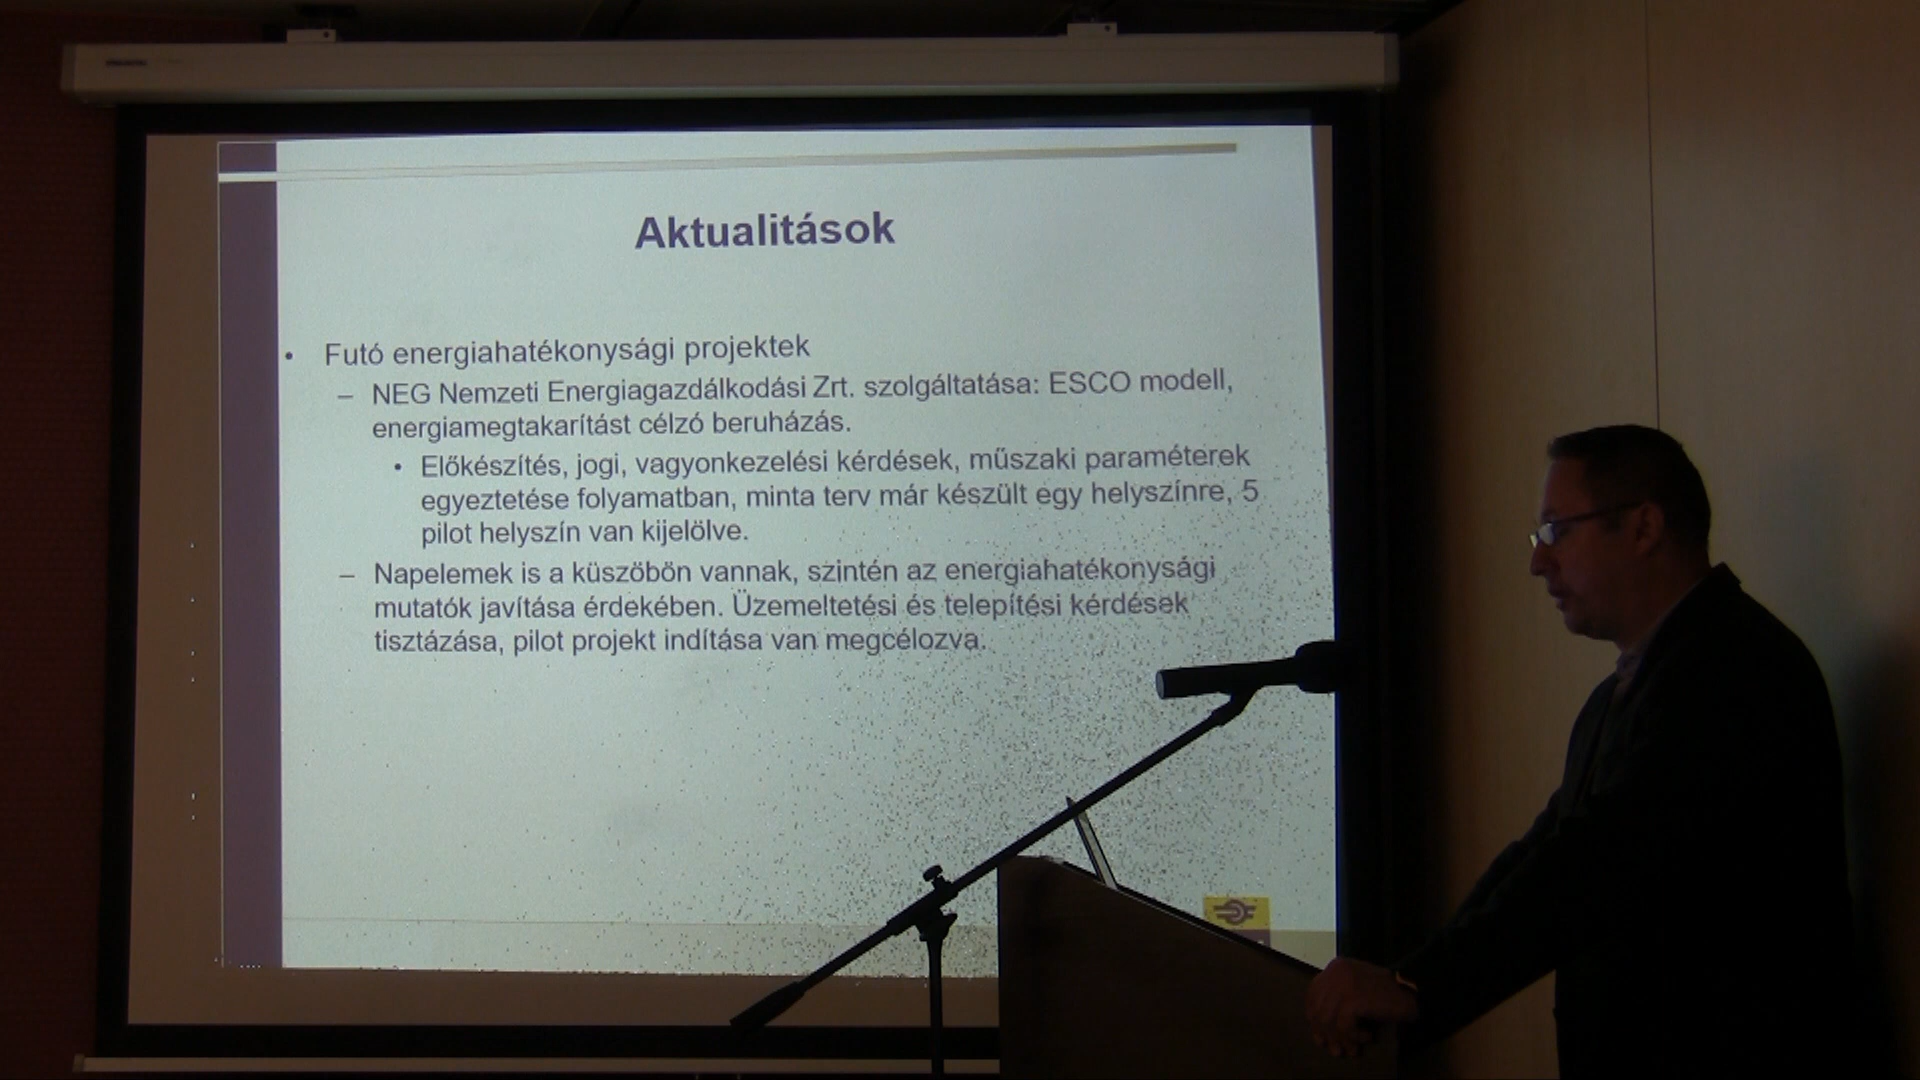 Aktualitások
• Futó energiahatékonysági projektek
– NEG Nemzeti Energiagazdálkodási Zrt. szolgáltatása: ESCO modell,
energiamegtakarítást célzó beruházás.
• Előkészítés, jogi, vagyonkezelési kérdések, műszaki paraméterek
egyeztetése folyamatban, minta terv már készült egy helyszínre, 5
pilot helyszín van kijelölve.
– Napelemek is a küszöbön vannak, szintén az energiahatékonysági
mutatók javítása érdekében. Üzemeltetési és telepítési kérdések
tisztázása, pilot projekt indítása van megcélozva.